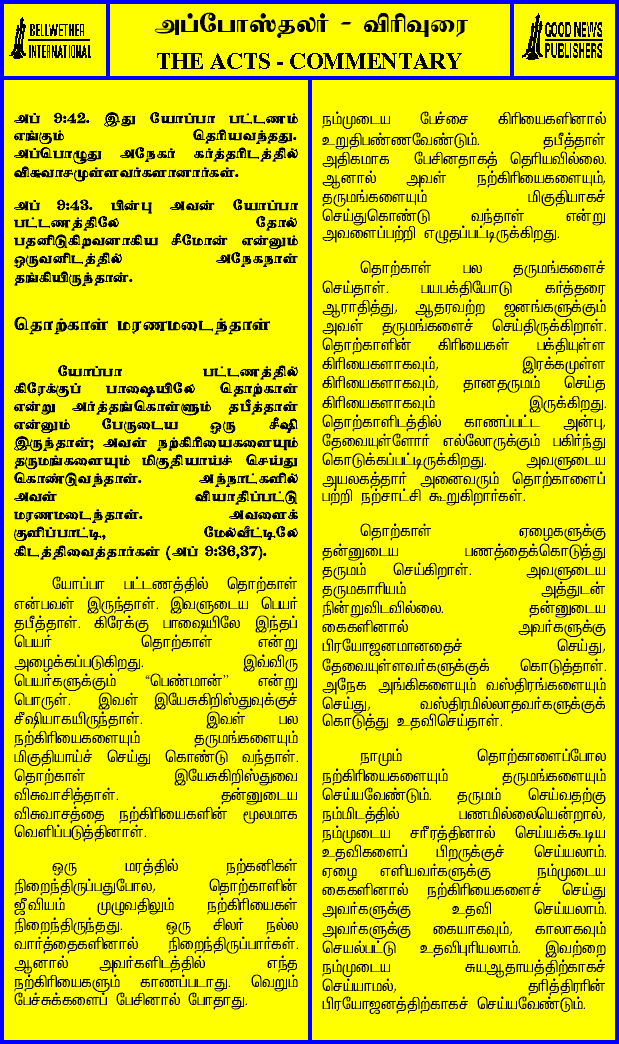 BELLWETHER
INTERNATIONAL
அப்போஸ்தலர் - விரிவுரை
THE ACTS - COMMENTARY
GOOD NEWS
PUBLISHERS
அப் 9:42. இது யோப்பா பட்டணம்
எங்கும் தெரியவந்தது.
அப்பொழுது அநேகர் கர்த்தரிடத்தில்
விசுவாசமுள்ளவர்களானார்கள்.
அப் 9:43. பின்பு அவன் யோப்பா
பட்டணத்திலே தோல்
பதனிடுகிறவனாகிய சீமோன் என்னும்
ஒருவனிடத்தில் அநேகநாள்
தங்கியிருந்தான்.
தொற்காள் மரணமடைந்தாள்
யோப்பா பட்டணத்தில்
கிரேக்குப் பாஷையிலே தொற்காள்
என்று அர்த்தங்கொள்ளும் தபீத்தாள்
என்னும் பேருடைய ஒரு சீஷி
இருந்தாள்; அவள் நற்கிரியைகளையும்
தருமங்களையும் மிகுதியாய்ச் செய்து
கொண்டுவந்தாள். அந்நாட்களில்
அவள் வியாதிப்பட்டு
மரணமடைந்தாள். அவளைக்
குளிப்பாட்டி, மேல்வீட்டிலே
கிடத்திவைத்தார்கள் (அப் 9:36,37).
யோப்பா பட்டணத்தில் தொற்காள்
என்பவள் இருந்தாள். இவளுடைய பெயர்
தபீத்தாள். கிரேக்கு பாஷையிலே இந்தப்
பெயர் தொற்காள் என்று
அழைக்கப்படுகிறது. இவ்விரு
பெயர்களுக்கும் “பெண்மான்” என்று
பொருள். இவள் இயேசுகிறிஸ்துவுக்குச்
சீஷியாகயிருந்தாள். இவள் பல
நற்கிரியைகளையும் தருமங்களையும்
மிகுதியாய்ச் செய்து கொண்டு வந்தாள்.
தொற்காள் இயேசுகிறிஸ்துவை
விசுவாசித்தாள். தன்னுடைய
விசுவாசத்தை நற்கிரியைகளின் மூலமாக
வெளிப்படுத்தினாள்.
ஒரு மரத்தில் நற்கனிகள்
நிறைந்திருப்பதுபோல, தொற்காளின்
ஜீவியம் முழுவதிலும் நற்கிரியைகள்
நிறைந்திருந்தது. ஒரு சிலர் நல்ல
வார்த்தைகளினால் நிறைந்திருப்பார்கள்.
ஆனால் அவர்களிடத்தில் எந்த
நற்கிரியைகளும் காணப்படாது. வெறும்
பேச்சுக்களைப் பேசினால் போதாது.
நம்முடைய பேச்சை கிரியைகளினால்
உறுதிபண்ணவேண்டும். தபீத்தாள்
அதிகமாக பேசினதாகத் தெரியவில்லை.
ஆனால் அவள் நற்கிரியைகளையும்,
தருமங்களையும் மிகுதியாகச்
செய்துகொண்டு வந்தாள் என்று
அவளைப்பற்றி எழுதப்பட்டிருக்கிறது.
தொற்காள் பல தருமங்களைச்
செய்தாள். பயபக்தியோடு கர்த்தரை
ஆராதித்து, ஆதரவற்ற ஜனங்களுக்கும்
அவள் தருமங்களைச் செய்திருக்கிறாள்.
தொற்காளின் கிரியைகள் பக்தியுள்ள
கிரியைகளாகவும், இரக்கமுள்ள
கிரியைகளாகவும், தானதருமம் செய்த
கிரியைகளாகவும் இருக்கிறது.
தொற்காளிடத்தில் காணப்பட்ட அன்பு,
தேவையுள்ளோர் எல்லோருக்கும் பகிர்ந்து
கொடுக்கப்பட்டிருக்கிறது. அவளுடைய
அயலகத்தார் அனைவரும் தொற்காளைப்
பற்றி நற்சாட்சி கூறுகிறார்கள்.
தொற்காள் ஏழைகளுக்கு
தன்னுடைய பணத்தைக்கொடுத்து
தருமம் செய்கிறாள். அவளுடைய
தருமகாரியம் அத்துடன்
நின்றுவிடவில்லை. தன்னுடைய
கைகளினால் அவர்களுக்கு
பிரயோஜனமானதைச் செய்து,
தேவையுள்ளவர்களுக்குக் கொடுத்தாள்.
அநேக அங்கிகளையும் வஸ்திரங்களையும்
செய்து, வஸ்திரமில்லாதவர்களுக்குக்
கொடுத்து உதவிசெய்தாள்.
நாமும் தொற்காளைப்போல
நற்கிரியைகளையும் தருமங்களையும்
செய்யவேண்டும். தருமம் செய்வதற்கு
நம்மிடத்தில் பணமில்லையென்றால்,
நம்முடைய சரீரத்தினால் செய்யக்கூடிய
உதவிகளைப் பிறருக்குச் செய்யலாம்.
ஏழை எளியவர்களுக்கு நம்முடைய
கைகளினால் நற்கிரியைகளைச் செய்து
அவர்களுக்கு உதவி செய்யலாம்.
அவர்களுக்கு கையாகவும், காலாகவும்
செயல்பட்டு உதவிபுரியலாம். இவற்றை
நம்முடைய சுயஆதாயத்திற்காகச்
செய்யாமல், தரித்திரரின்
பிரயோஜனத்திற்காகச் செய்யவேண்டும்.